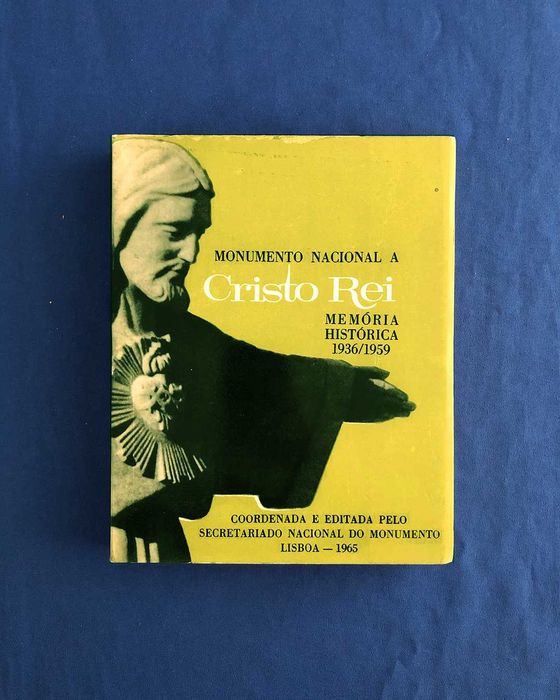 MONUMENTO NACIONAL A
Cristo Rei
MEMÓRIA
HISTÓRICA
1936/1959
COORDENADA E EDITADA PELO
SECRETARIADO NACIONAL DO MONUMENTO
LISBOA — 1965